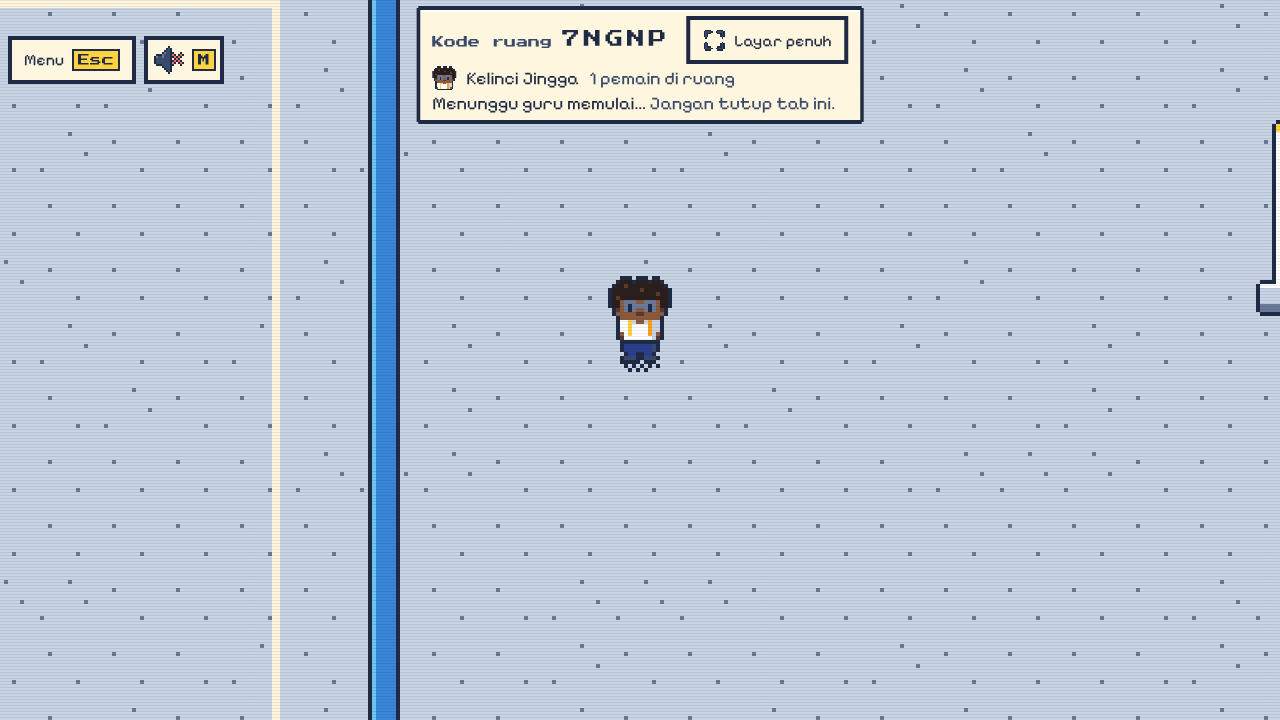 Menu Esc
M
Kode ruang 7NGNP
Layar penuh
Kelinci Jingga 1 pemain di ruang
Menunggu guru memulai... Jangan tutup tab ini.